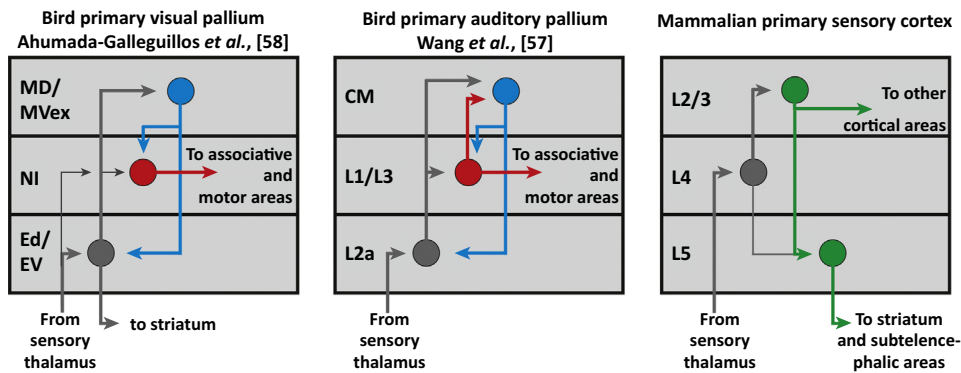 Bird primary visual pallium
Ahumada-Galleguillos et al., [58]
MD/
MVex
NI
To associative
and
motor areas
Ed/
EV
From
sensory
thalamus
to striatum
Bird primary auditory pallium
Wang et al., [57]
CM
L1/L3
To associative
and
motor areas
L2a
From
sensory
thalamus
Mammalian primary sensory cortex
L2/3
To other
cortical areas
L4
L5
From
sensory
thalamus
To striatum
and subtelence-
phalic areas